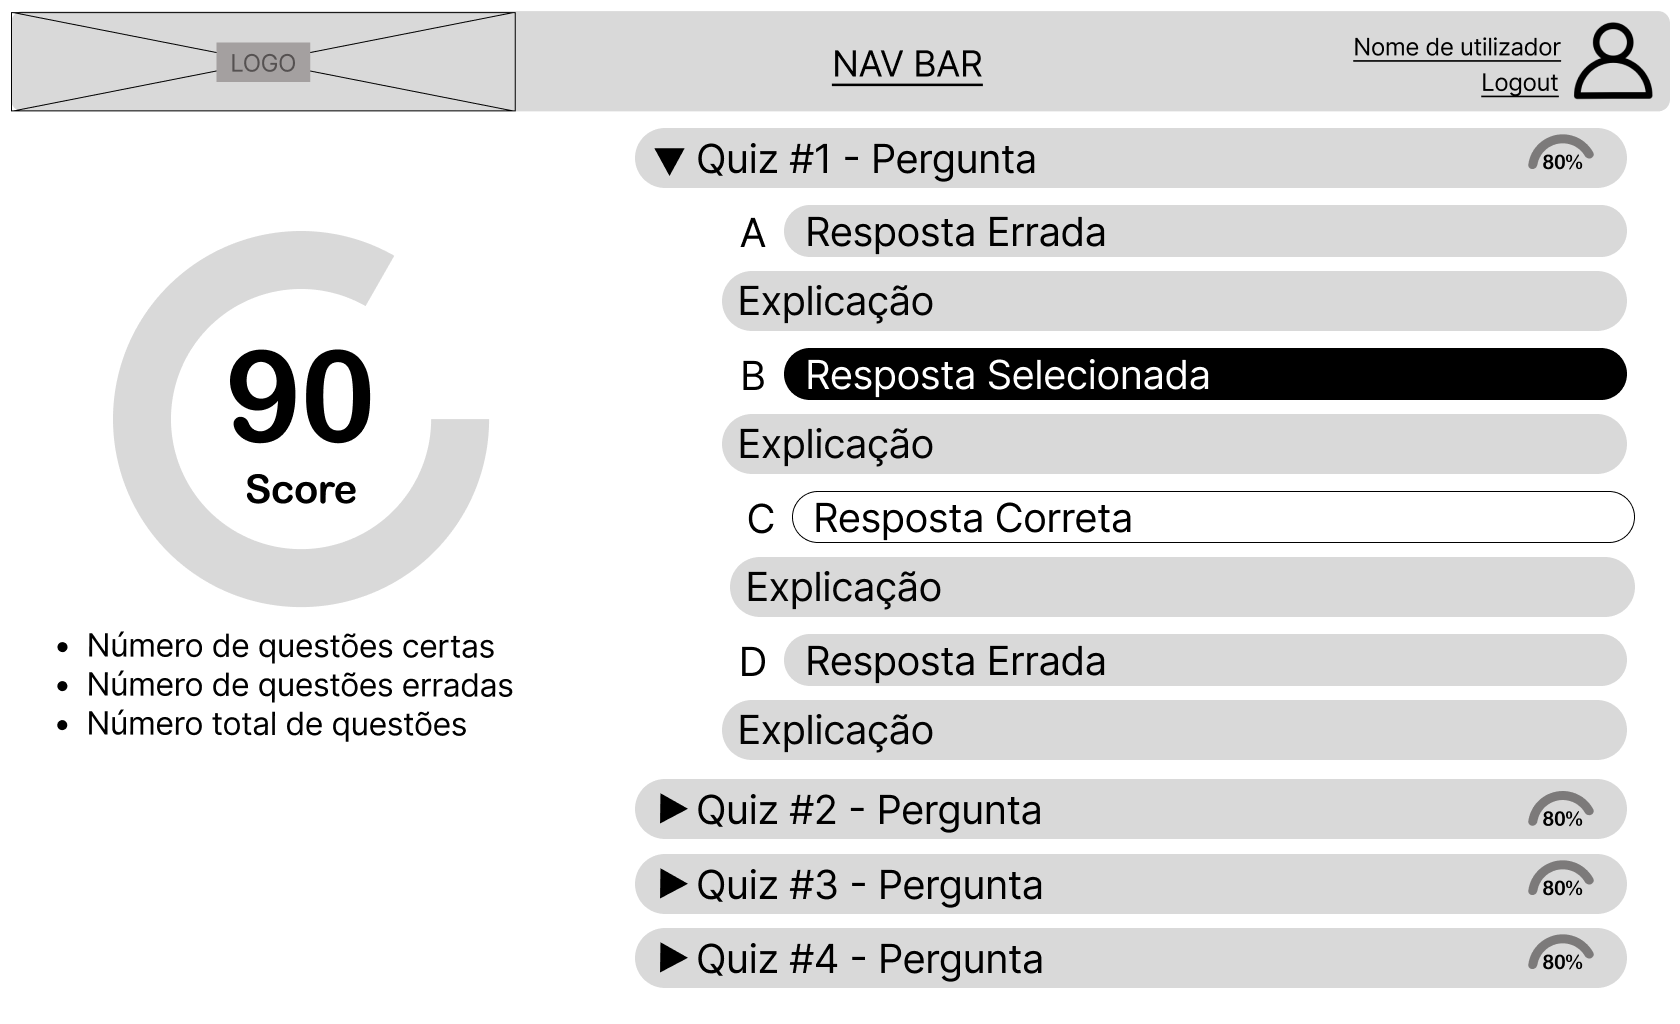 LOGO
NAV BAR
Nome de utilizador
Logout
90
Score
• Número de questões certas
• Número de questões erradas
• Número total de questões
Quiz #1 - Pergunta 80%
A Resposta Errada
Explicação
B Resposta Selecionada
Explicação
C Resposta Correta
Explicação
D Resposta Errada
Explicação
Quiz #2 - Pergunta 80%
Quiz #3 - Pergunta 80%
Quiz #4 - Pergunta 80%